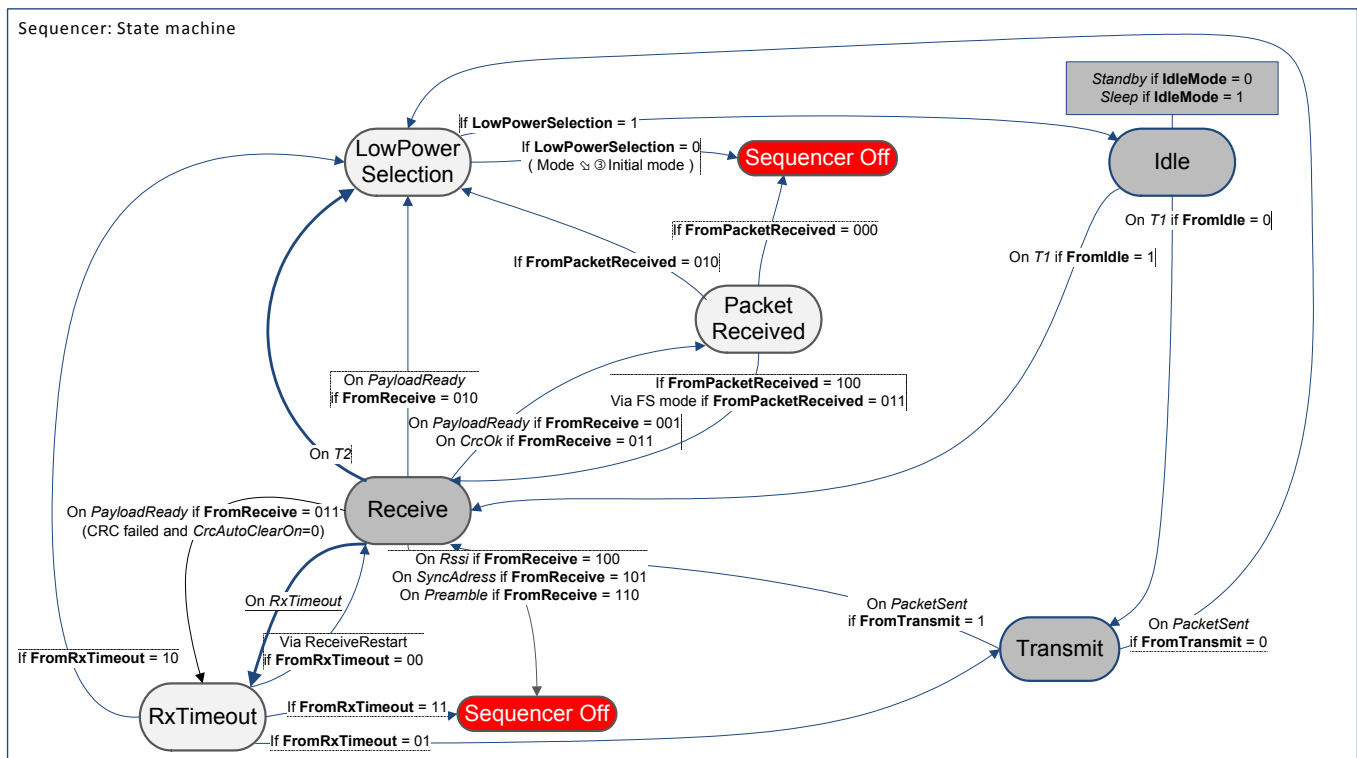 Sequencer: State machine
Standby if IdleMode = 0
Sleep if IdleMode = 1
If LowPowerSelection = 1
LowPower
Selection
If LowPowerSelection = 0
( Mode ⇘ ③ Initial mode )
Sequencer Off
Idle
On T1 if FromIdle = 0
If FromPacketReceived = 000
On T1 if FromIdle = 1
If FromPacketReceived = 010
Packet
Received
On PayloadReady
if FromReceive = 010
If FromPacketReceived = 100
Via FS mode if FromPacketReceived = 011
On PayloadReady if FromReceive = 001
On CrcOk if FromReceive = 011
On T2
Receive
On PayloadReady if FromReceive = 011
(CRC failed and CrcAutoClearOn=0)
On Rssi if FromReceive = 100
On SyncAdress if FromReceive = 101
On Preamble if FromReceive = 110
On RxTimeout
On PacketSent
if FromTransmit = 1
On PacketSent
if FromTransmit = 0
Transmit
Via ReceiveRestart
if FromRxTimeout = 00
If FromRxTimeout = 10
RxTimeout
If FromRxTimeout = 11
Sequencer Off
If FromRxTimeout = 01